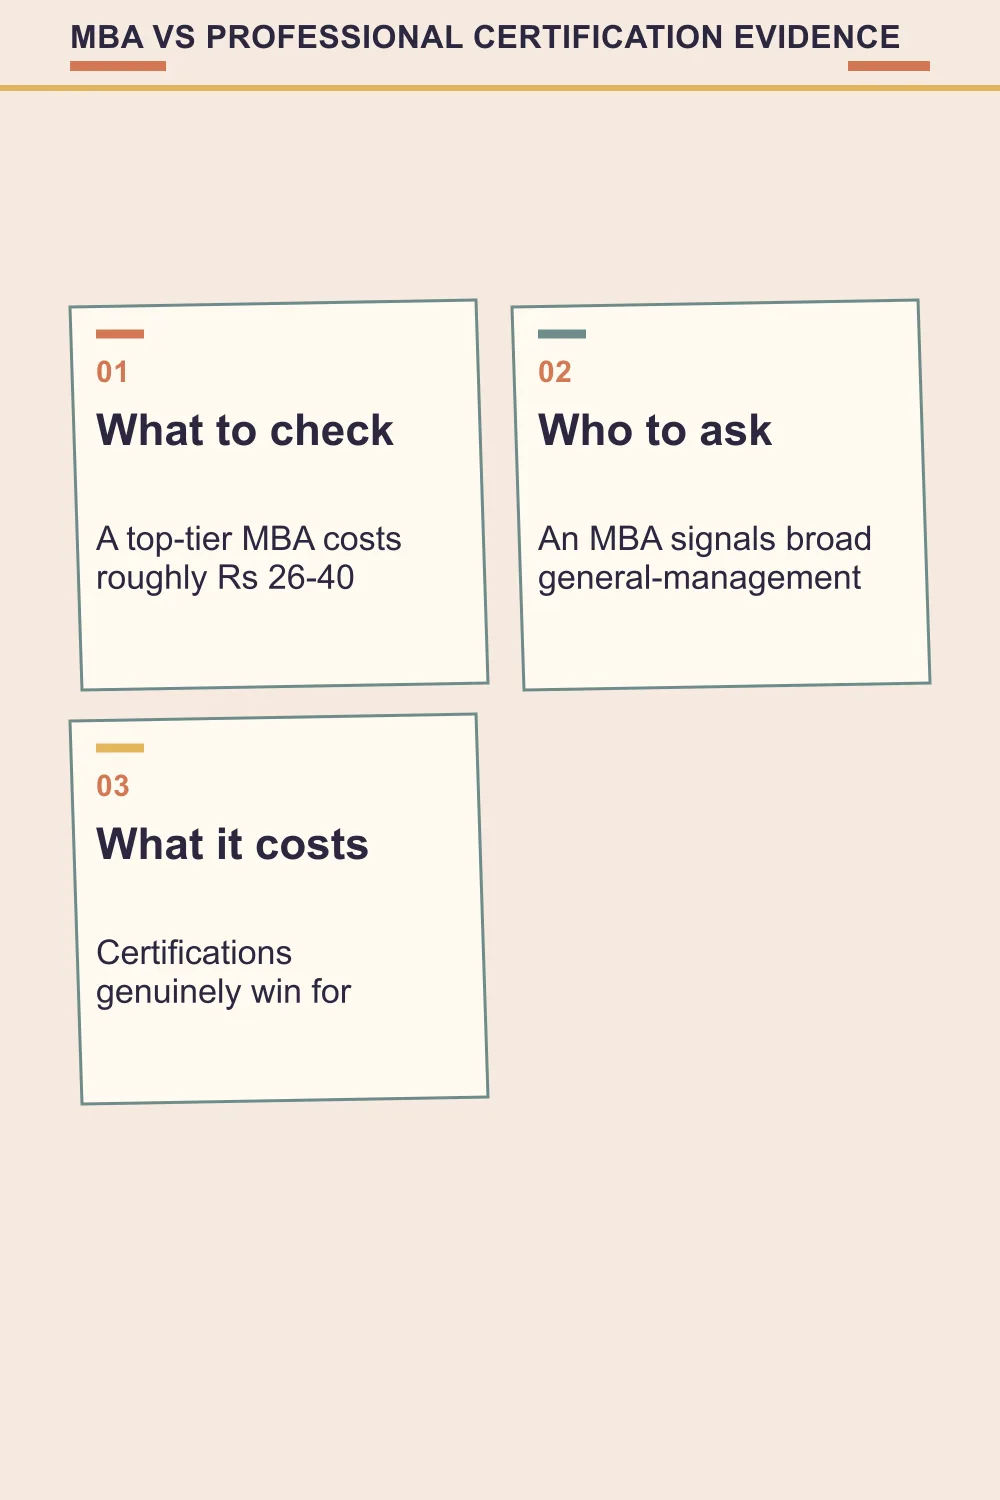 MBA VS PROFESSIONAL CERTIFICATION EVIDENCE
01
What to check
A top-tier MBA costs
roughly Rs 26-40
02
Who to ask
An MBA signals broad
general-management
03
What it costs
Certifications
genuinely win for